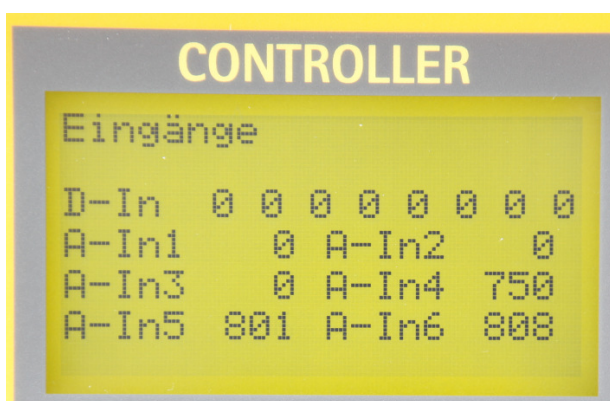 CONTROLLER
Eingänge
D-In 0 0 0 0 0 0 0 0
A-In1 0 A-In2 0
A-In3 0 A-In4 750
A-In5 801 A-In6 808